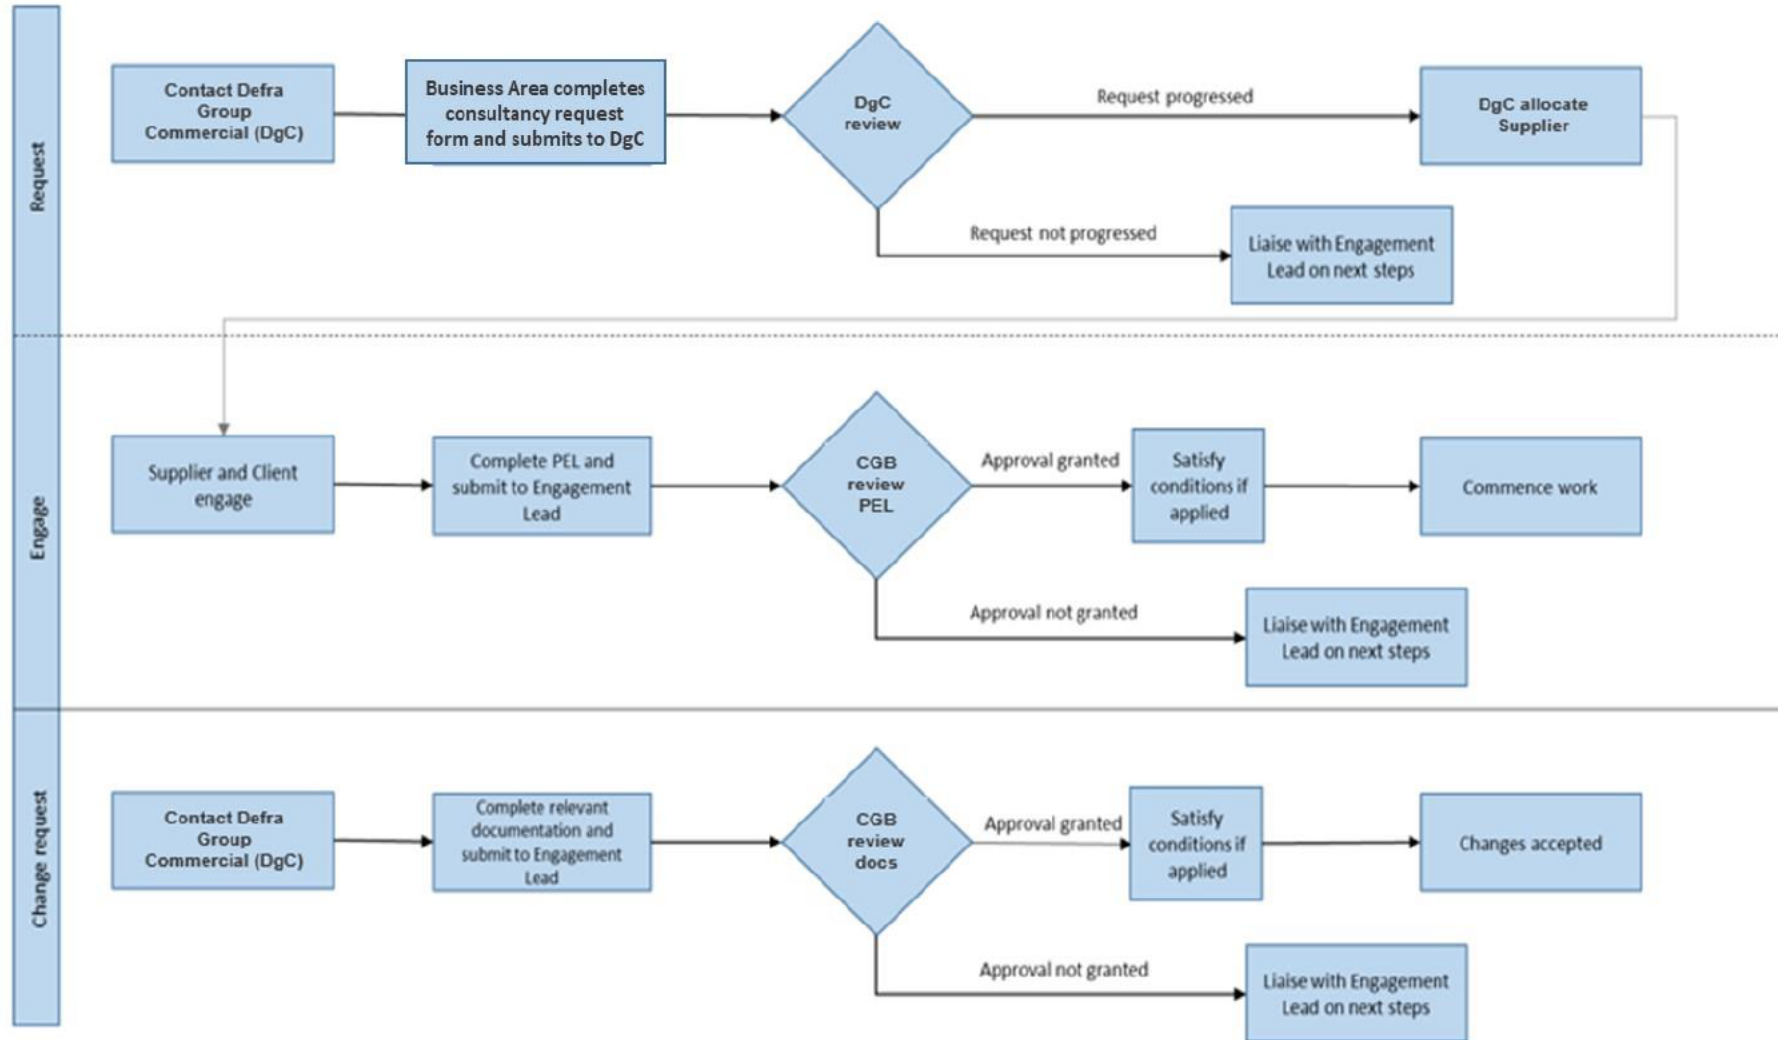 Request
Contact Defra
Group
Commercial (DgC)
Business Area completes
consultancy request
form and submits to DgC
DgC
review
Request progressed
DgC allocate
Supplier
Request not progressed
Liaise with Engagement
Lead on next steps
Engage
Supplier and Client
engage
Complete PEL and
submit to Engagement
Lead
CGB
review
PEL
Approval granted
Satisfy
conditions if
applied
Commence work
Approval not granted
Liaise with Engagement
Lead on next steps
Change request
Contact Defra
Group
Commercial (DgC)
Complete relevant
documentation and
submit to Engagement
Lead
CGB
review
docs
Approval granted
Satisfy
conditions if
applied
Changes accepted
Approval not granted
Liaise with Engagement
Lead on next steps